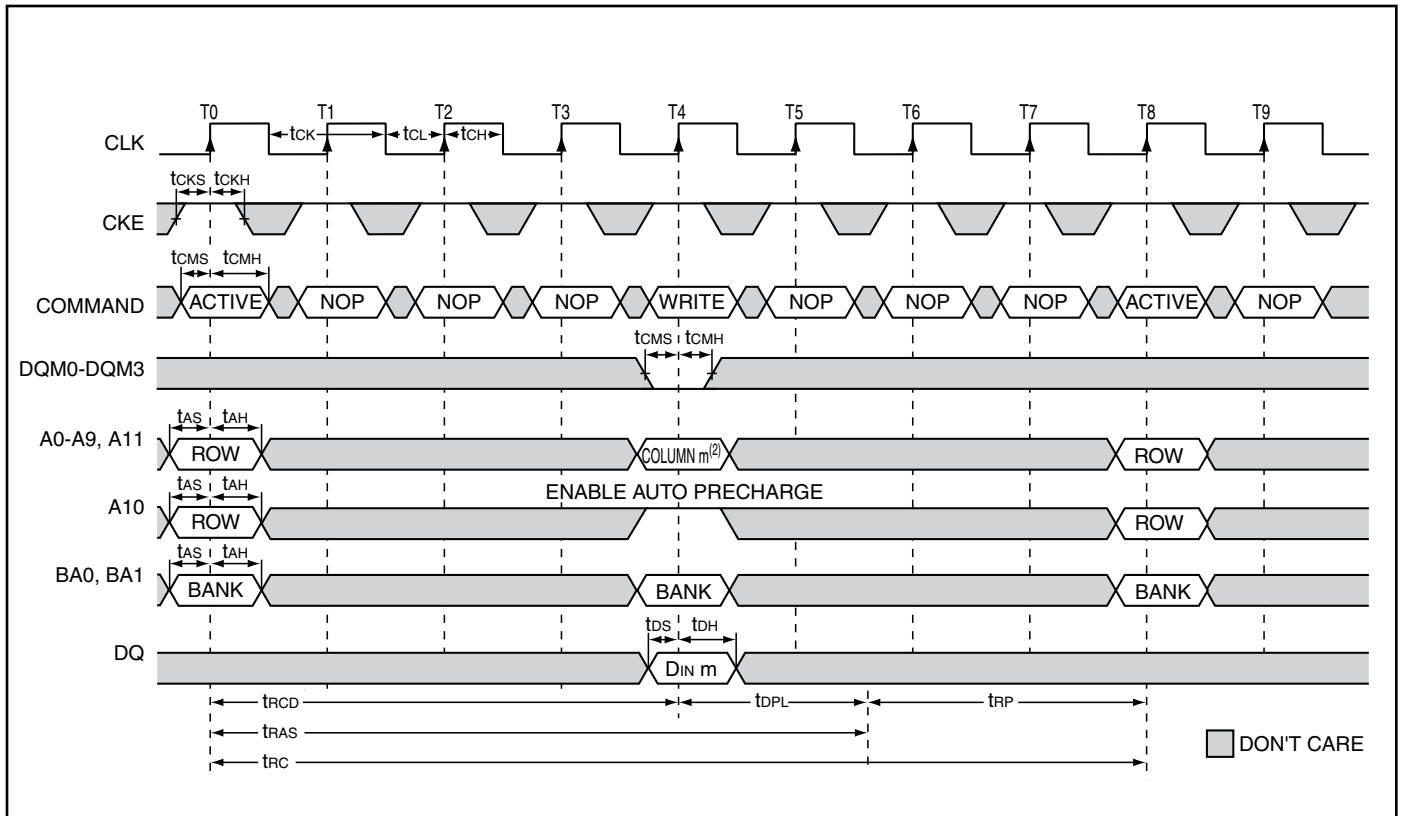 T0 T1 T2 T3 T4 T5 T6 T7 T8 T9
CLK tCK tCL tCH
tCKS tCKH
CKE
tCMS tCMH
COMMAND ACTIVE NOP NOP NOP WRITE NOP NOP NOP ACTIVE NOP
tCMS tCMH
DQM0-DQM3
tAS tAH
A0-A9, A11 ROW COLUMN m(2) ROW
tAS tAH ENABLE AUTO PRECHARGE
A10 ROW ROW
tAS tAH
BA0, BA1 BANK BANK BANK
tDS tDH
DQ DIN m
tRCD tDPL tRP
tRAS
DON'T CARE
tRC